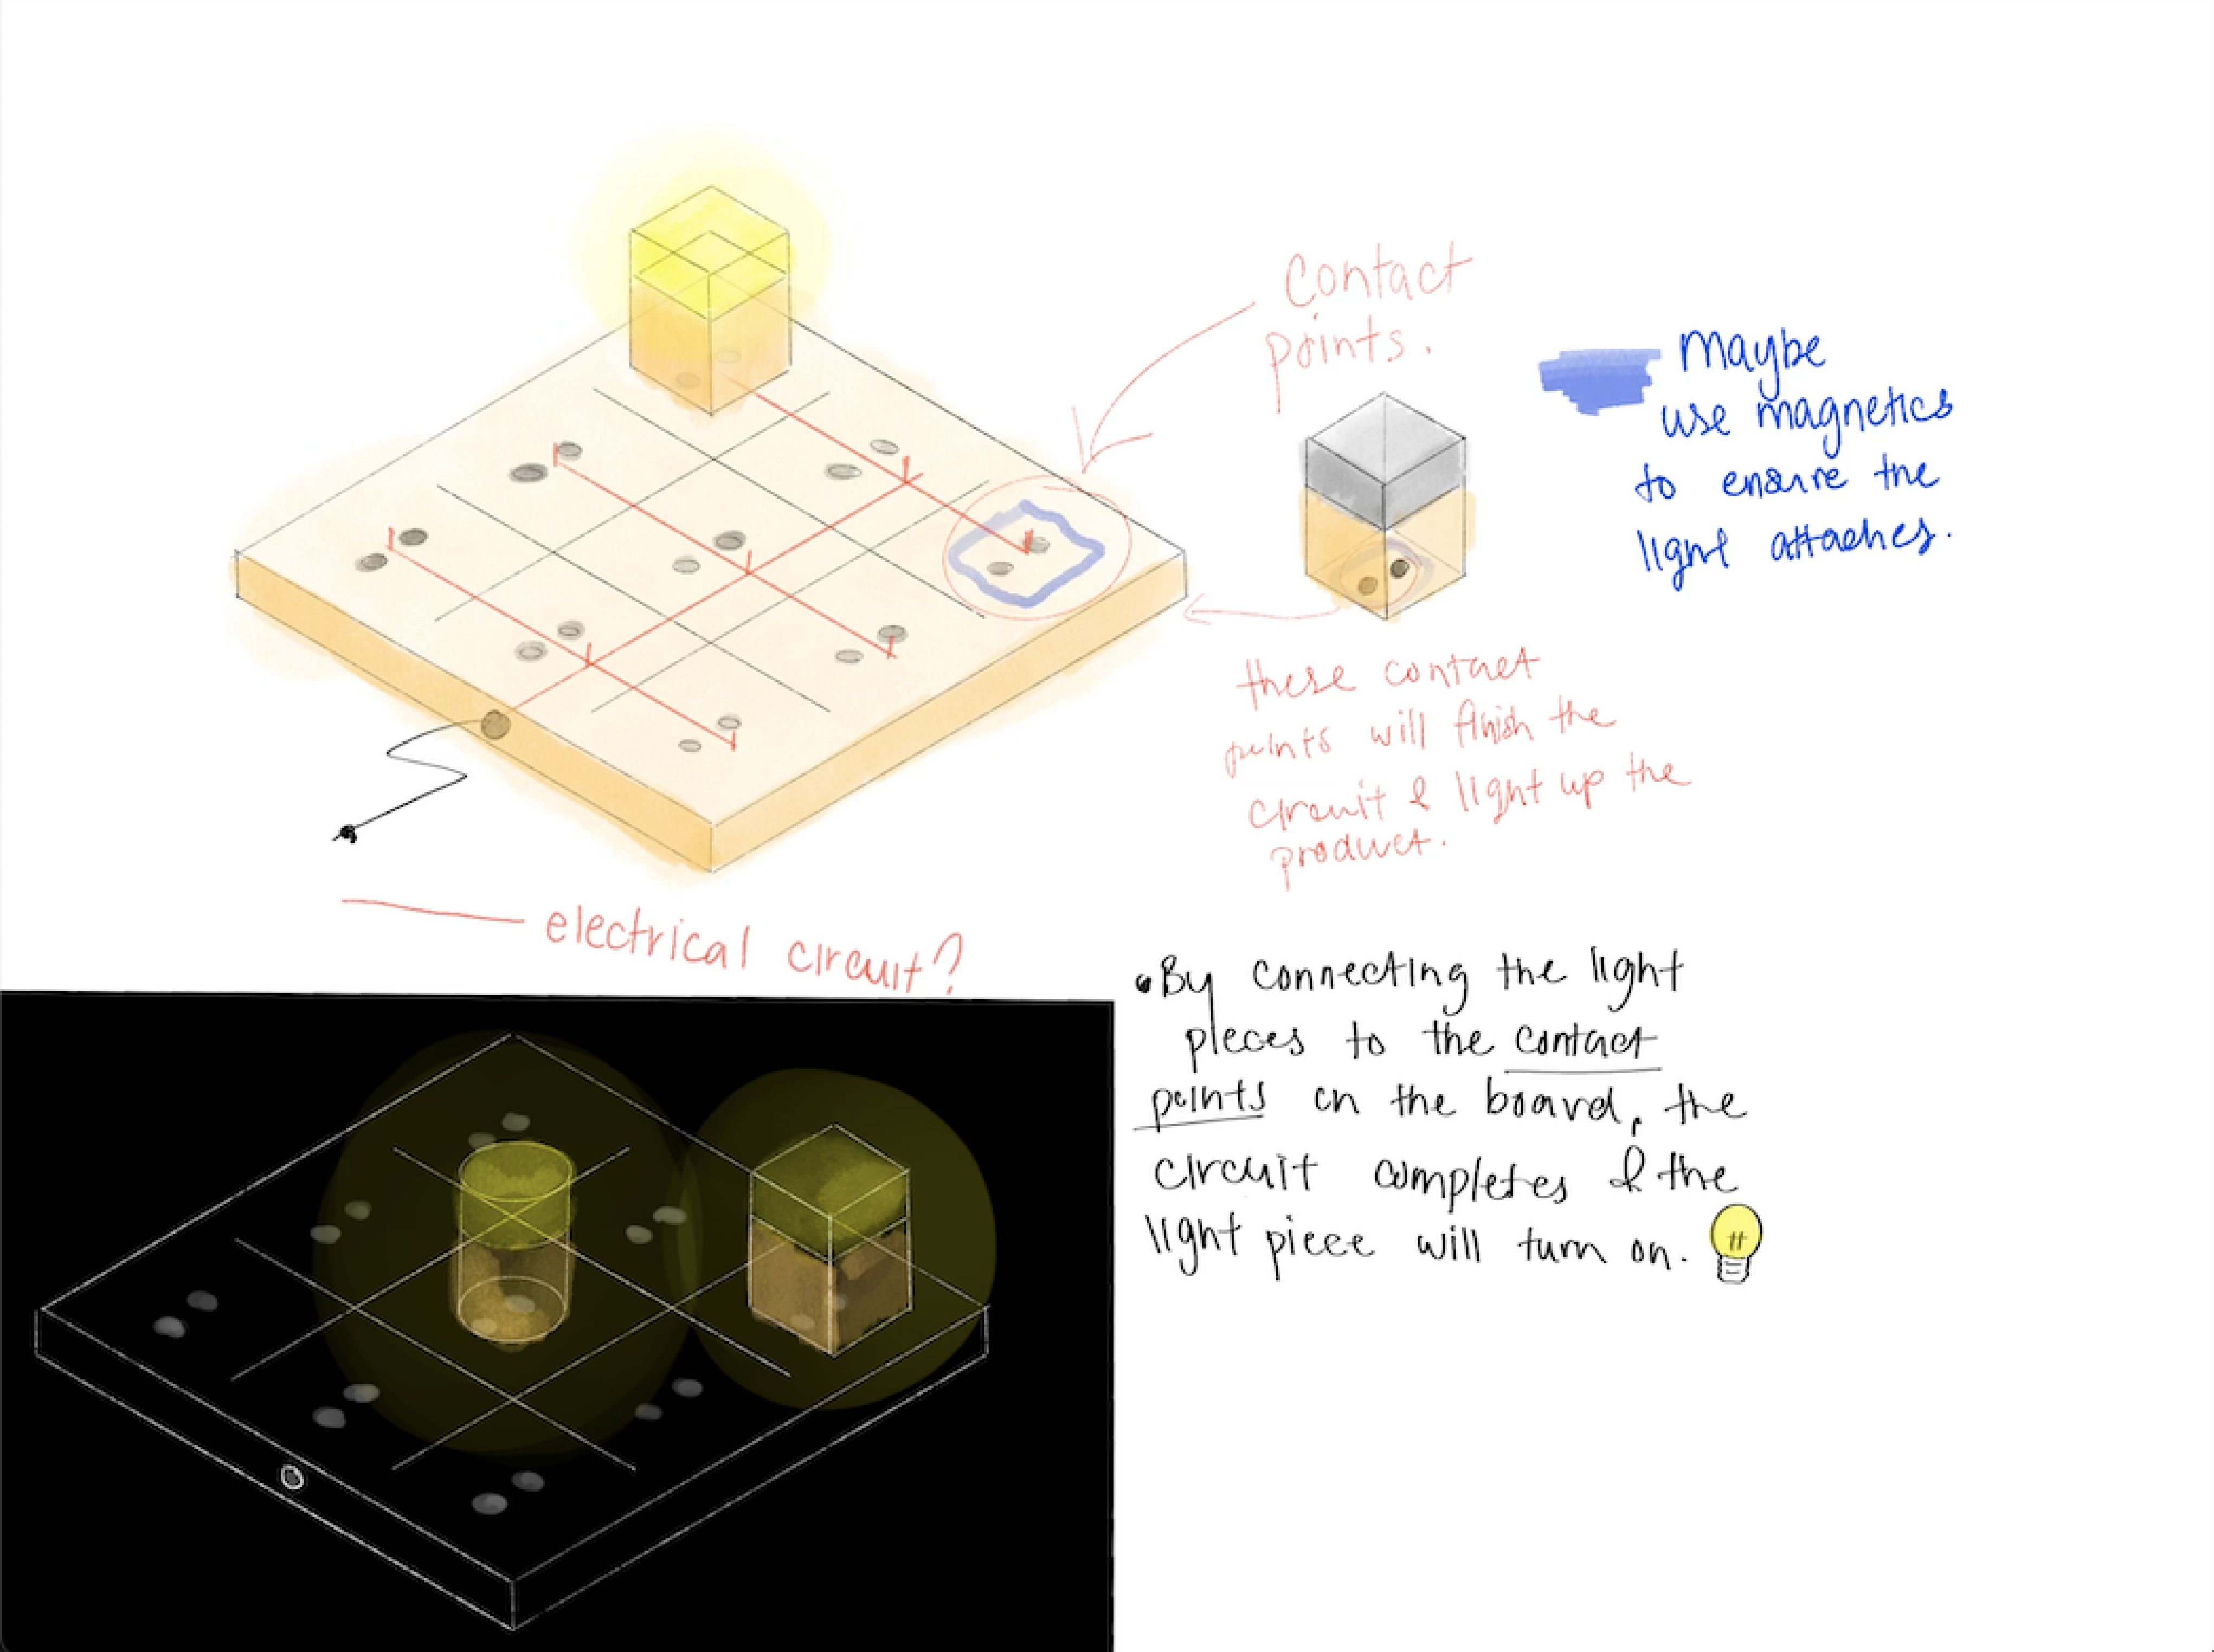 Contact
points.
Maybe
use magnetics
to ensure the
light attaches.
these contact
points will finish the
circuit & light up the
product.
electrical circuit?
•By connecting the light
pieces to the contact
points on the board, the
circuit completes & the
light piece will turn on.